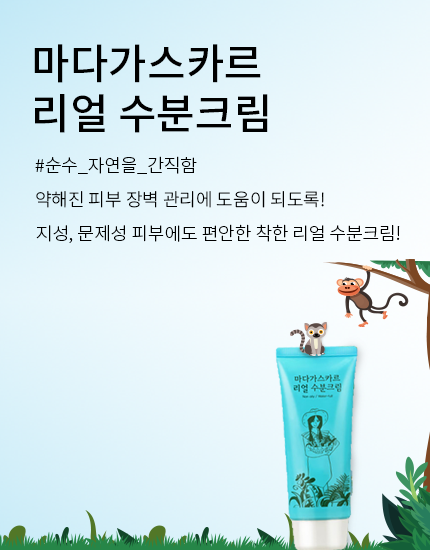 마다가스카르
리얼 수분크림
#순수_자연을_간직함
약해진 피부 장벽 관리에 도움이 되도록!
지성, 문제성 피부에도 편안한 착한 리얼 수분크림!
마다가스카르
리얼 수분크림